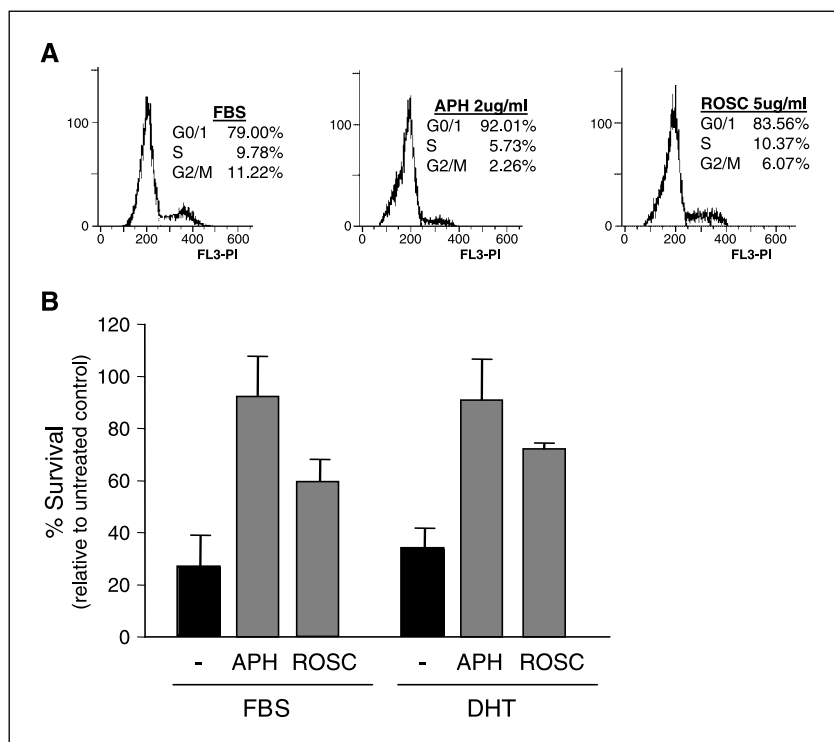 A
FBS
G0/1 79.00%
S 9.78%
G2/M 11.22%
100
0
0 200 400 600
FL3-PI
APH 2ug/ml
G0/1 92.01%
S 5.73%
G2/M 2.26%
100
0
0 200 400 600
FL3-PI
ROSC 5ug/ml
G0/1 83.56%
S 10.37%
G2/M 6.07%
100
0
0 200 400 600
FL3-PI
B
% Survival
(relative to untreated control)
120
100
80
60
40
20
0
- APH ROSC - APH ROSC
FBS DHT